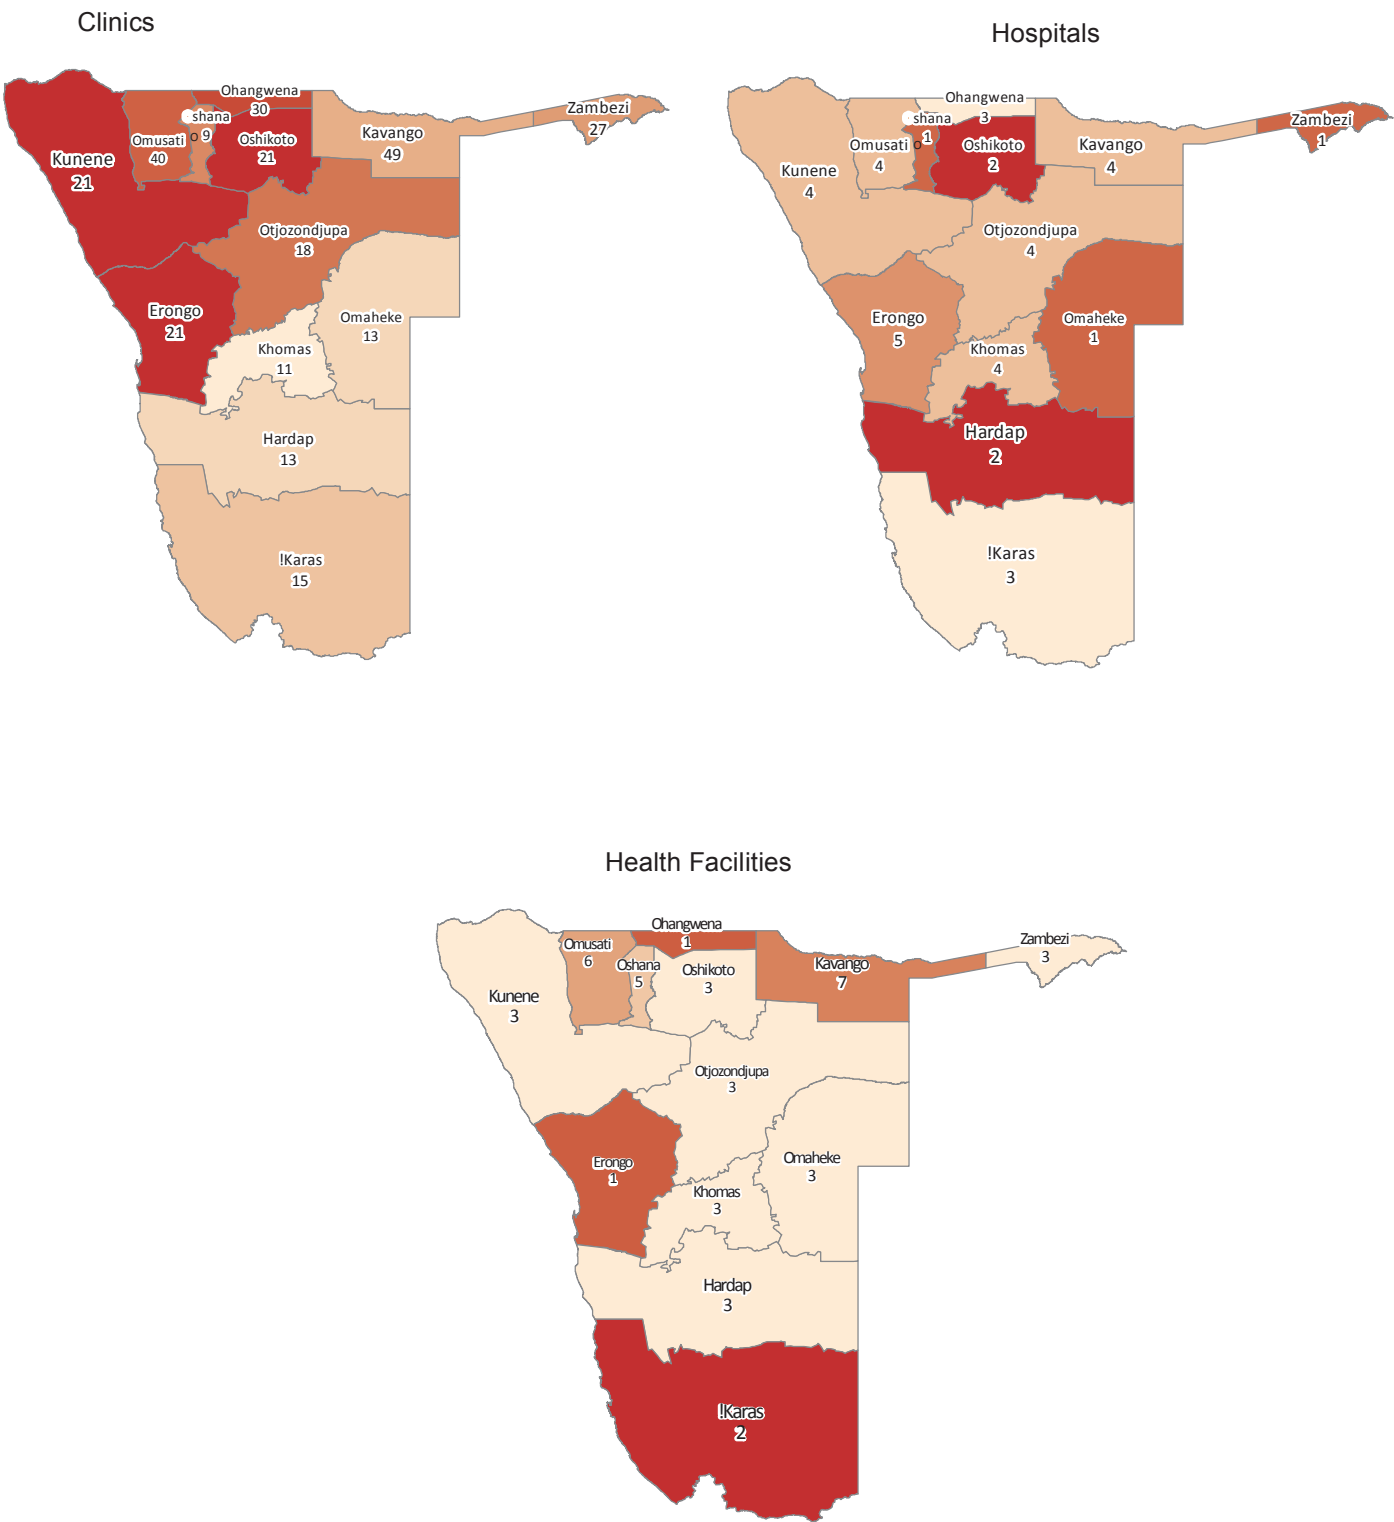 Clinics
Hospitals
Ohangwena
30
shana
o 9
Zambezi
27
Kavango
49
Omusati
40
Oshikoto
21
Kunene
21
Otjozondjupa
18
Erongo
21
Omaheke
13
Khomas
11
Hardap
13
!Karas
15
Ohangwena
3
shana
o 1
Zambezi
1
Omusati
4
Oshikoto
2
Kavango
4
Kunene
4
Otjozondjupa
4
Erongo
5
Omaheke
1
Khomas
4
Hardap
2
!Karas
3
Health Facilities
Ohangwena
1
Omusati
6
Zambezi
3
Oshana
5
Oshikoto
3
Kavango
7
Kunene
3
Otjozondjupa
3
Erongo
1
Omaheke
3
Khomas
3
Hardap
3
!Karas
2